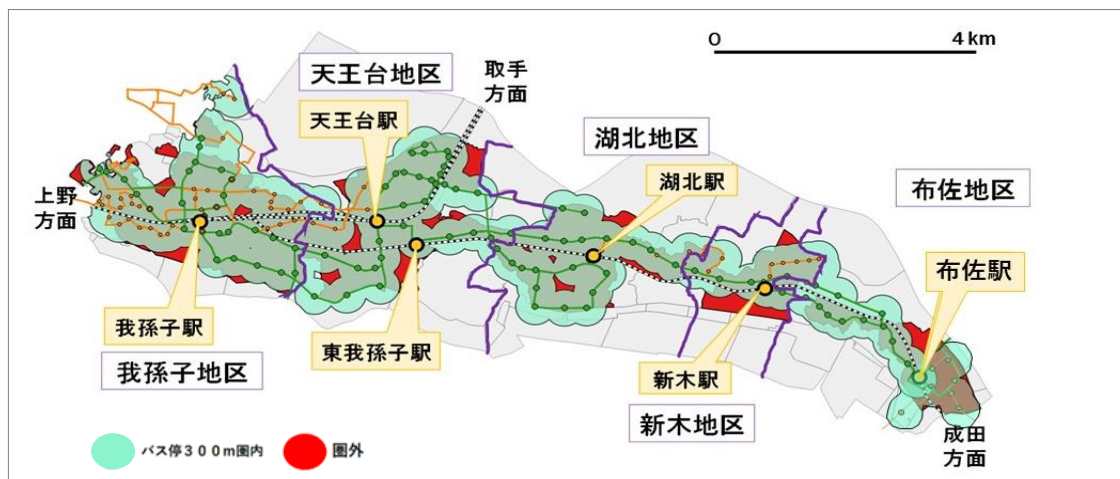 0
4km
天王台地区
取手
方面
天王台駅
湖北地区
湖北駅
布佐地区
上野
方面
布佐駅
我孫子駅
東我孫子駅
新木駅
我孫子地区
新木地区
成田
方面
バス停300m圏内
圏外